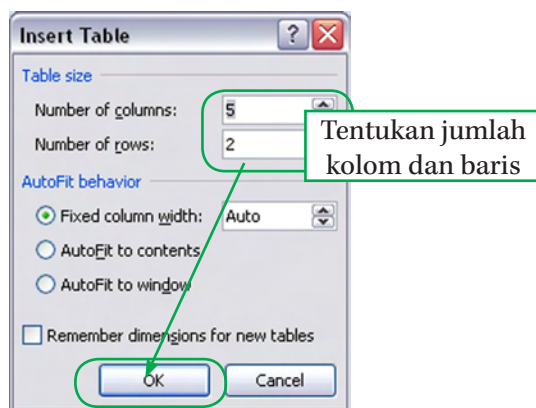 Insert Table
Table size
Number of columns: 5
Number of rows: 2
Tentukan jumlah
kolom dan baris
AutoFit behavior
Fixed column width: Auto
AutoFit to contents
AutoFit to window
Remember dimensions for new tables
OK Cancel